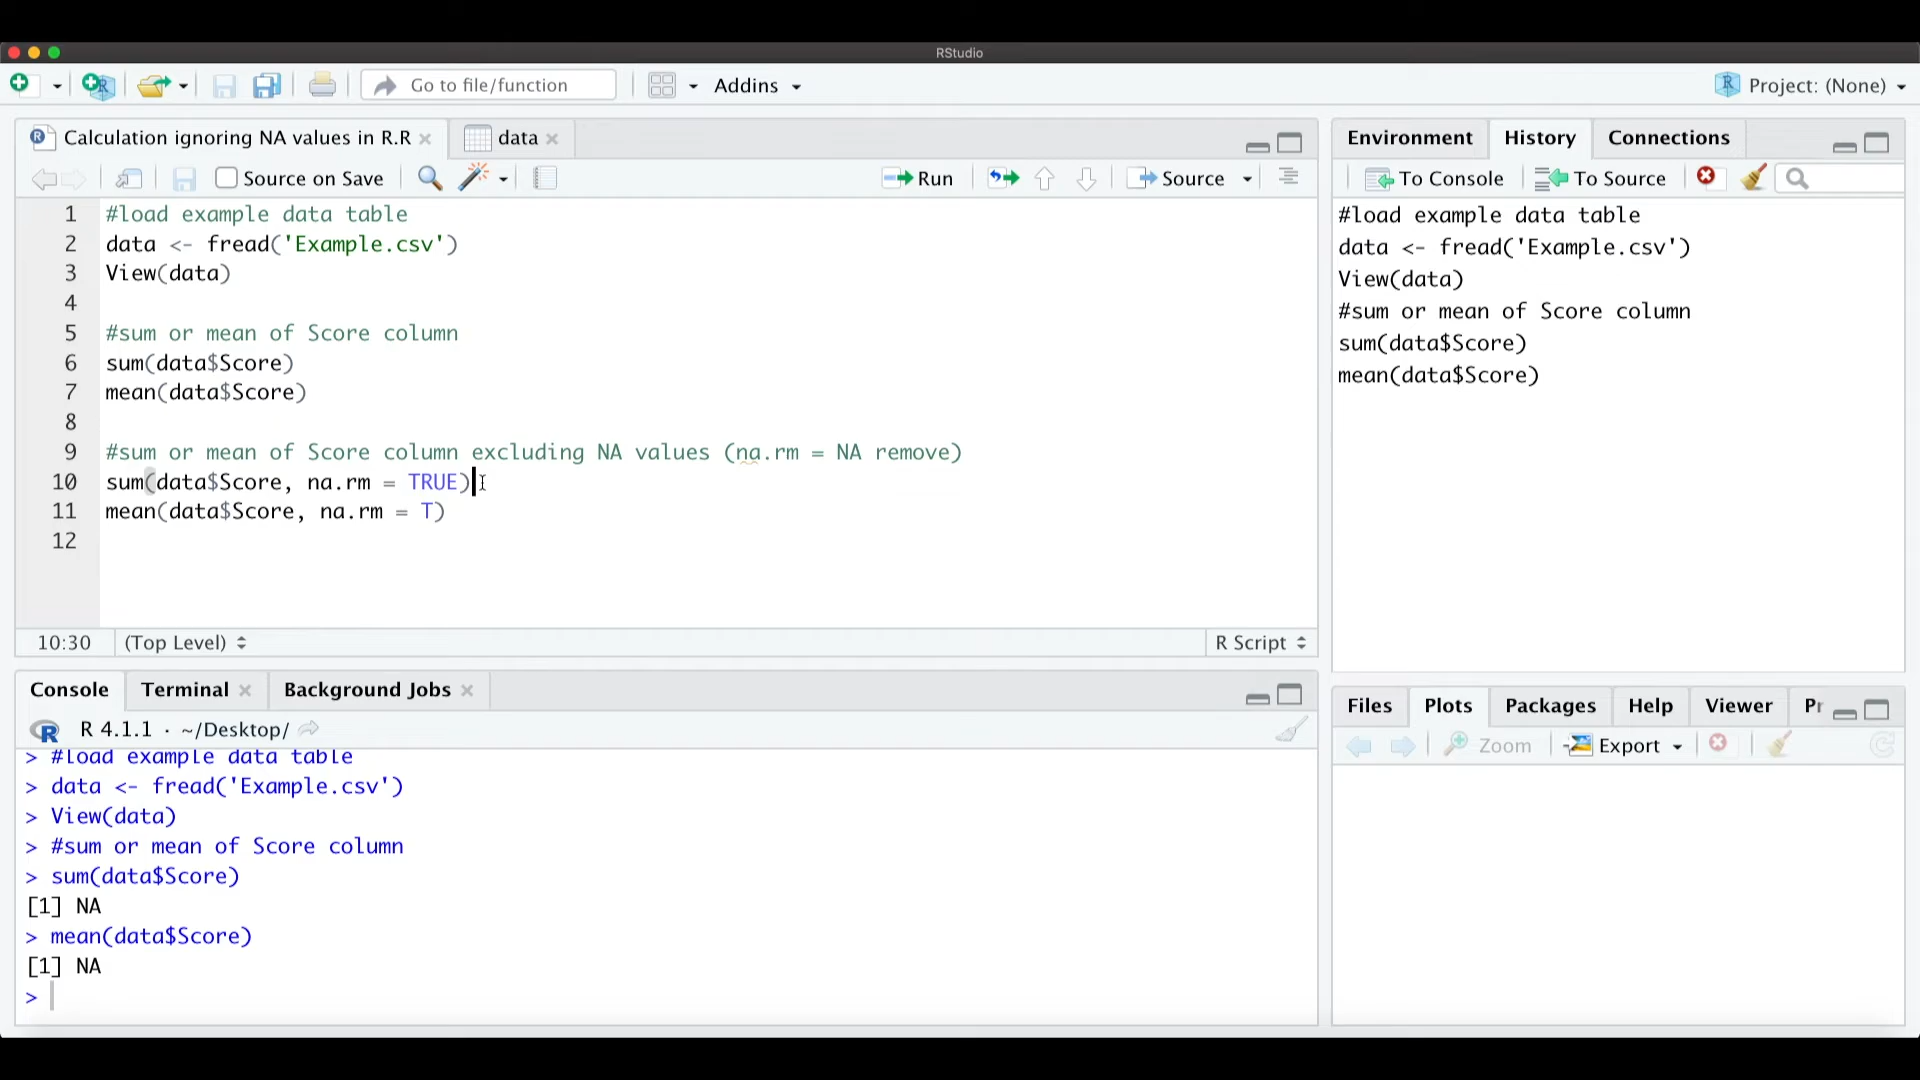 RStudio
Go to file/function
Addins
Project: (None)
Calculation ignoring NA values in R.R
data
Source on Save
Run
Source
1 #load example data table
2 data <- fread('Example.csv')
3 View(data)
4
5 #sum or mean of Score column
6 sum(data$Score)
7 mean(data$Score)
8
9 #sum or mean of Score column excluding NA values (na.rm = NA remove)
10 sum(data$Score, na.rm = TRUE)
11 mean(data$Score, na.rm = T)
12
10:30 (Top Level)
R Script
Console Terminal Background Jobs
R 4.1.1 · ~/Desktop/
> #load example data table
> data <- fread('Example.csv')
> View(data)
> #sum or mean of Score column
> sum(data$Score)
[1] NA
> mean(data$Score)
[1] NA
>
Environment History Connections
To Console To Source
#load example data table
data <- fread('Example.csv')
View(data)
#sum or mean of Score column
sum(data$Score)
mean(data$Score)
Files Plots Packages Help Viewer Pr
Zoom Export